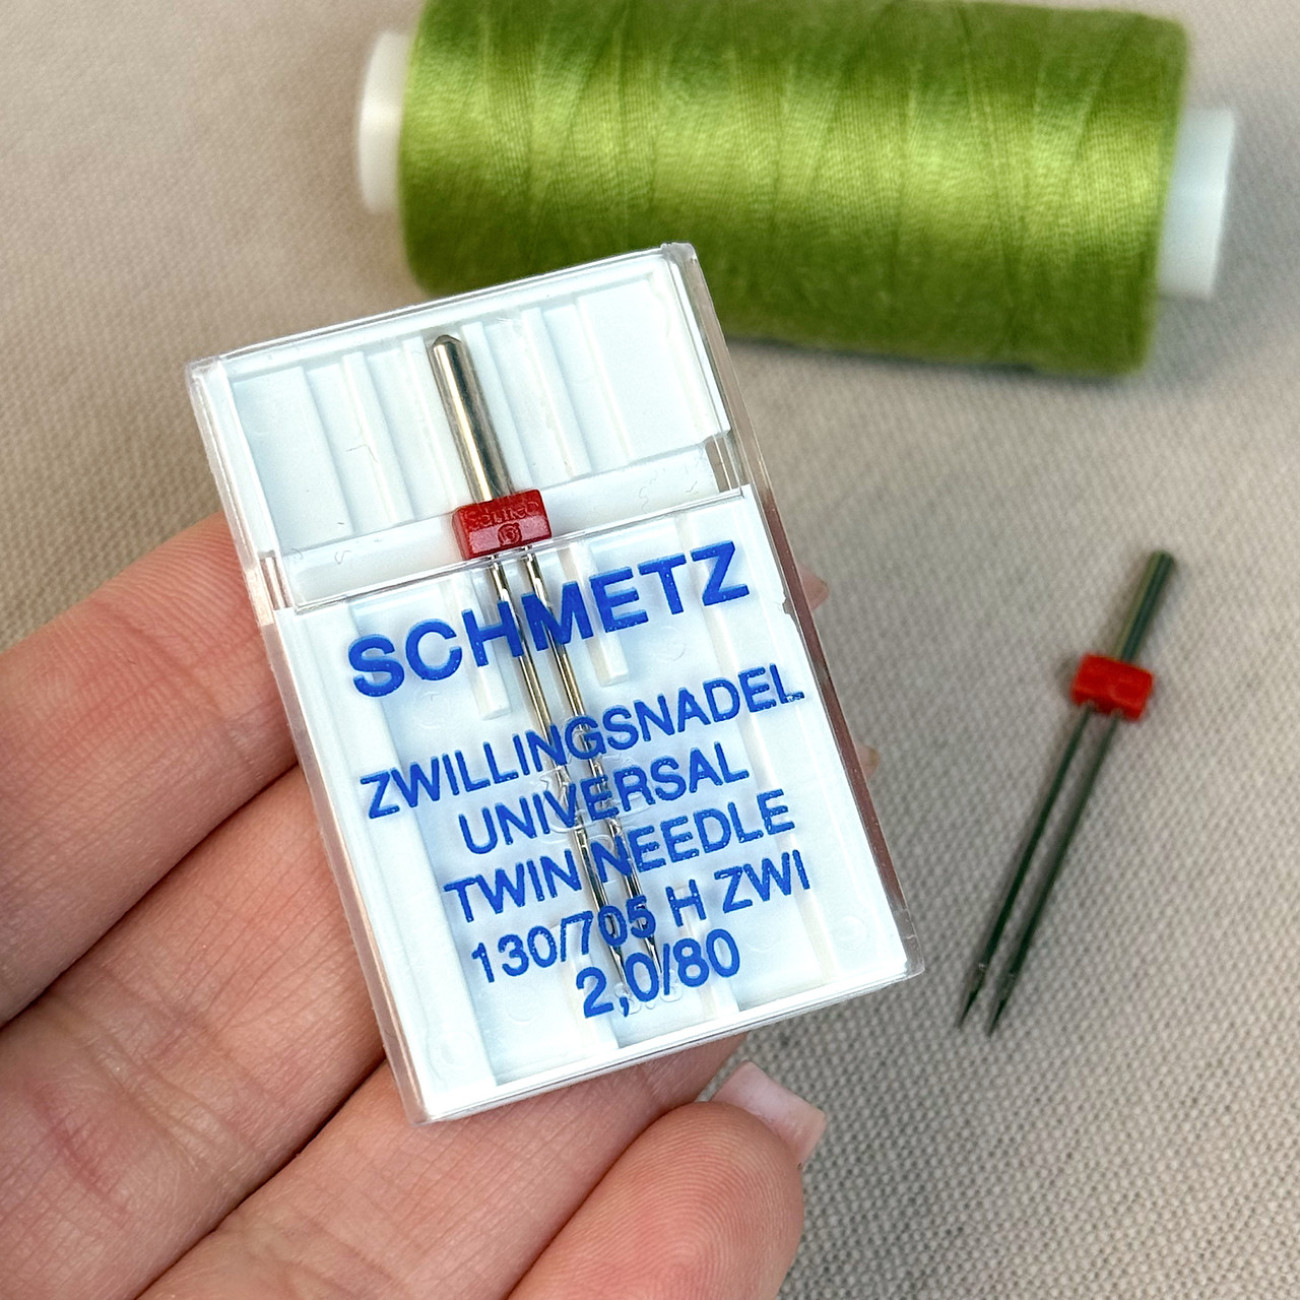 SCHMETZ
ZWILLINGSNADEL
UNIVERSAL
TWIN NEEDLE
130/705 H ZWI
2,0/80